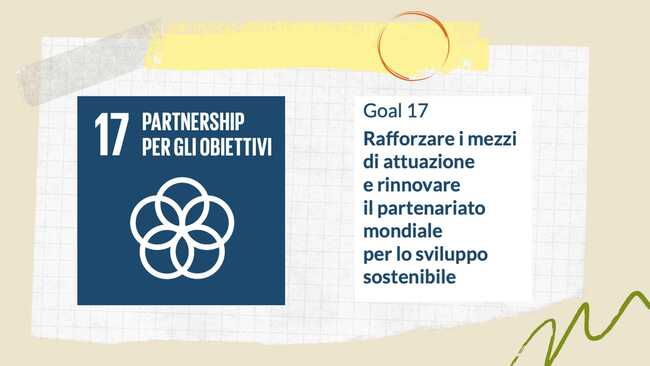 17 PARTNERSHIP
PER GLI OBIETTIVI
Goal 17
Rafforzare i mezzi
di attuazione
e rinnovare
il partenariato
mondiale
per lo sviluppo
sostenibile